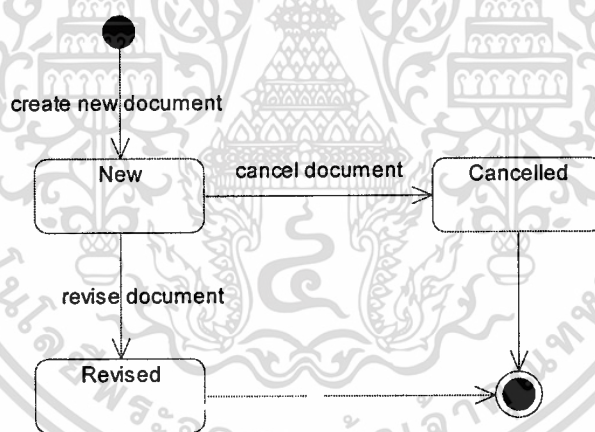 create new document
New
cancel document
Cancelled
revise document
Revised